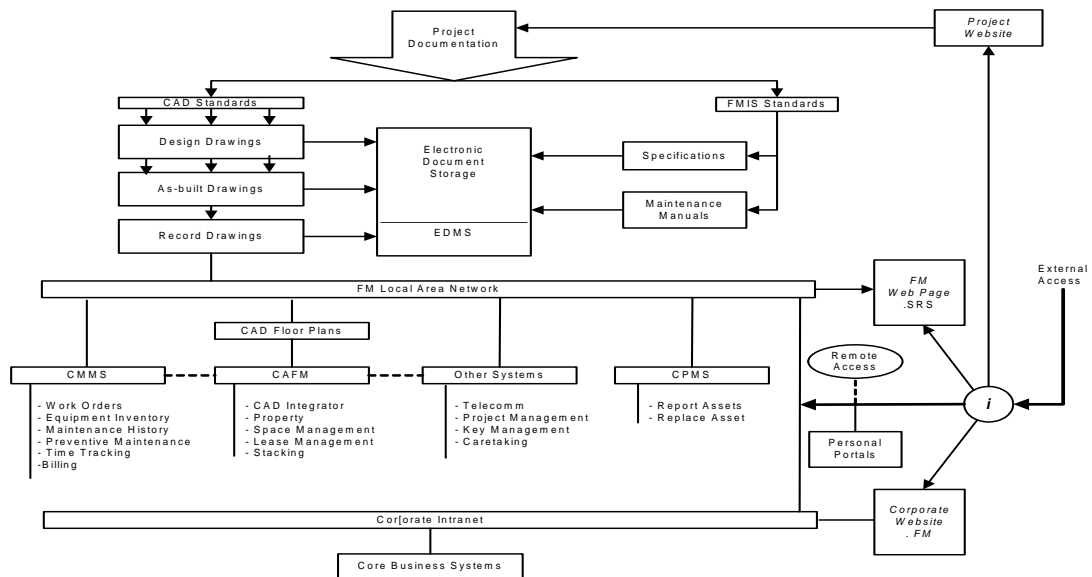 Project
Documentation
Project
Website
CAD Standards
FMIS Standards
Design Drawings
Electronic
Document
Storage
Specifications
As-built Drawings
Maintenance
Manuals
Record Drawings
EDMS
External
Access
FM
Web Page
.SRS
FM Local Area Network
CAD Floor Plans
Remote
Access
CMMS
CAFM
Other Systems
CPMS
- Work Orders
- Equipment Inventory
- Maintenance History
- Preventive Maintenance
- Time Tracking
-Billing
- CAD Integrator
- Property
- Space Management
- Lease Management
- Stacking
- Telecomm
- Project Management
- Key Management
- Caretaking
- Report Assets
- Replace Asset
i
Personal
Portals
Corporate
Website
. FM
Cor[orate Intranet
Core Business Systems